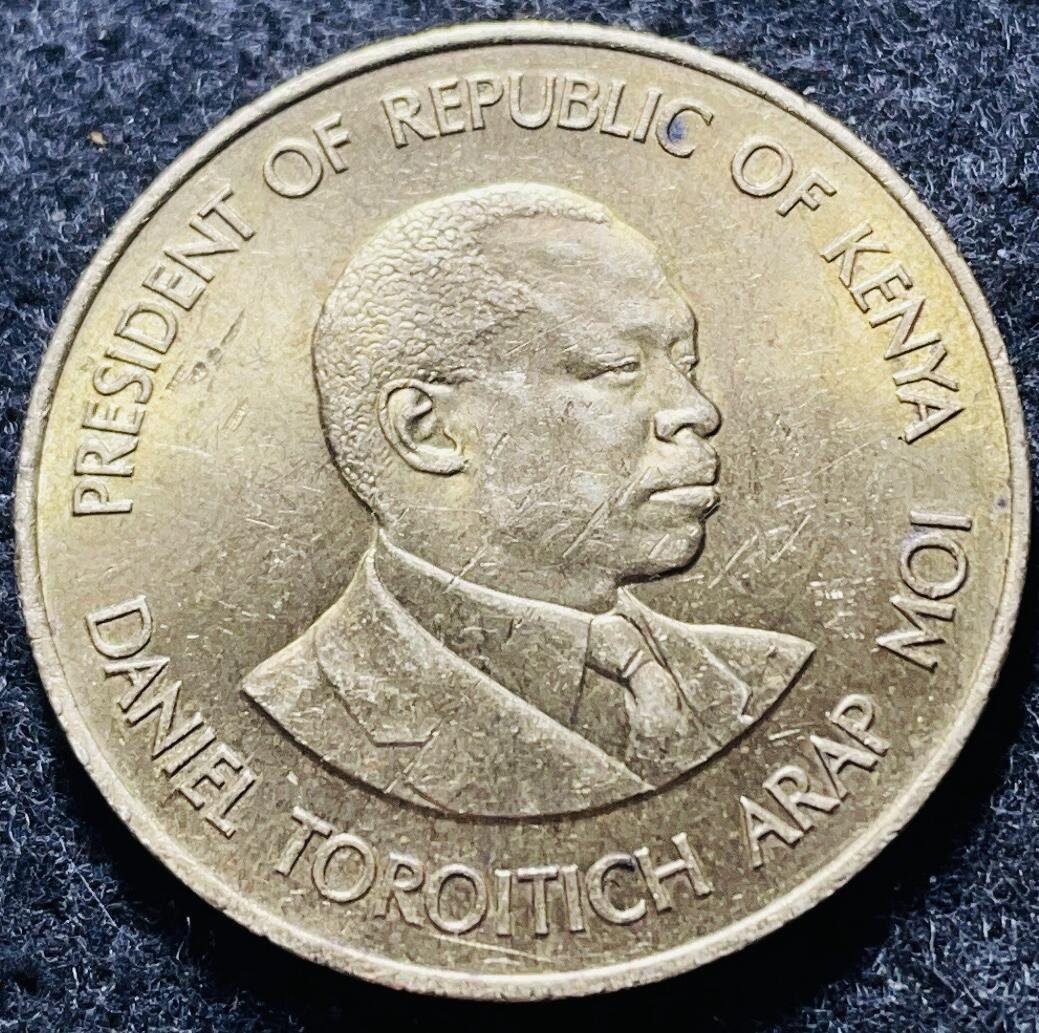 PRESIDENT OF REPUBLIC OF KENYA
DANIEL TOROITICH ARAP MOI